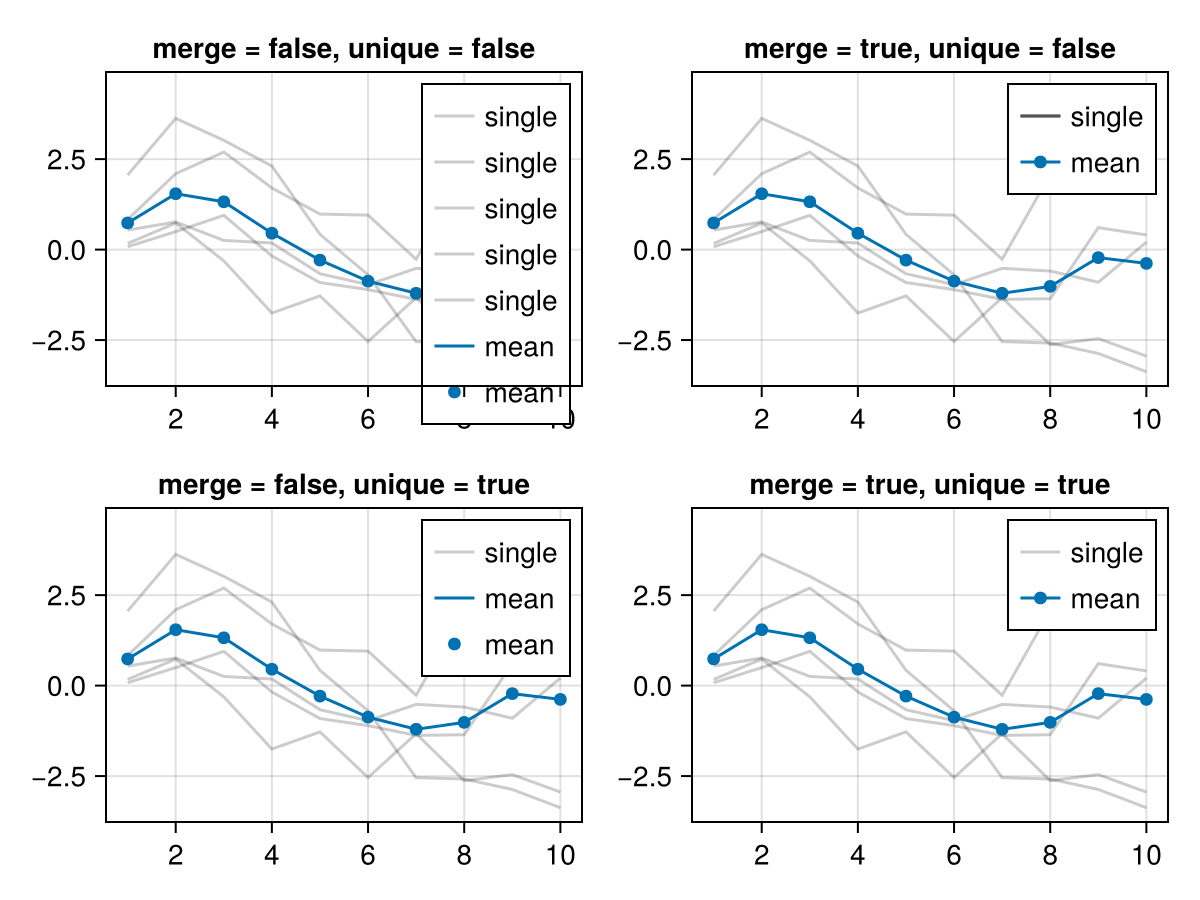 merge = false, unique = false
single
single
single
single
single
mean
mean
2.5
0.0
−2.5
2
4
6
8
10
merge = true, unique = false
single
mean
2.5
0.0
−2.5
2
4
6
8
10
merge = false, unique = true
single
mean
mean
2.5
0.0
−2.5
2
4
6
8
10
merge = true, unique = true
single
mean
2.5
0.0
−2.5
2
4
6
8
10